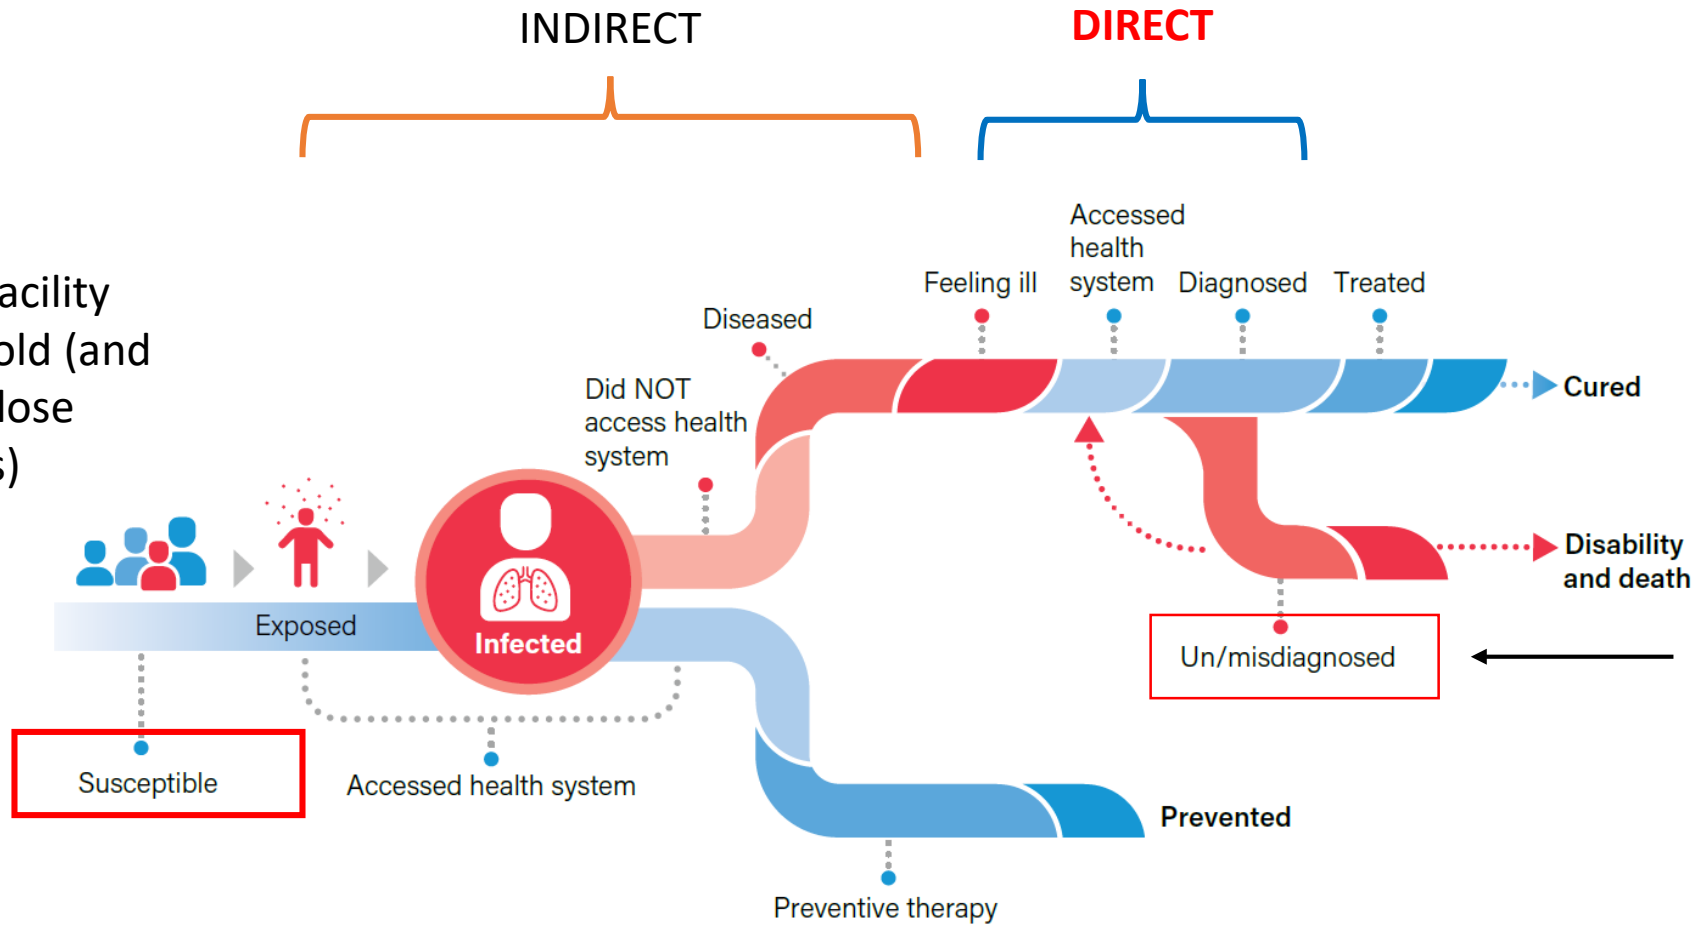 INDIRECT
DIRECT
acility
old (and
lose
s)
Accessed
health
system
Feeling ill
Diagnosed
Treated
Diseased
Did NOT
access health
system
Cured
Disability
and death
Exposed
Infected
Un/misdiagnosed
Susceptible
Accessed health system
Prevented
Preventive therapy